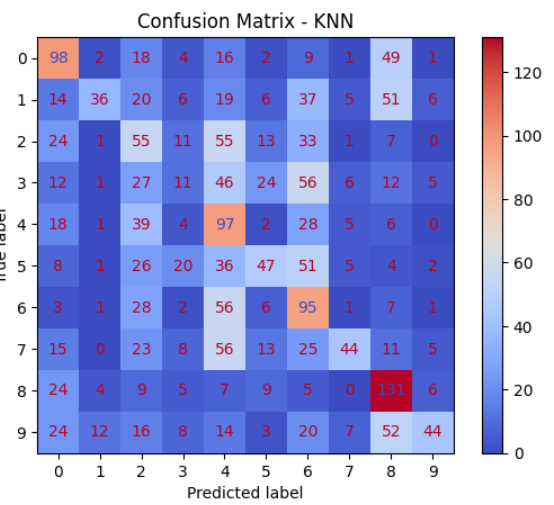 Confusion Matrix - KNN
0 98 2 18 4 16 2 9 1 49 1
1 14 36 20 6 19 6 37 5 51 6
2 24 1 55 11 55 13 33 1 7 0
3 12 1 27 11 46 24 56 6 12 5
4 18 1 39 4 97 2 28 5 6 0
5 8 1 26 20 36 47 51 5 4 2
6 3 1 28 2 56 6 95 1 7 1
7 15 0 23 8 56 13 25 44 11 5
8 24 4 9 5 7 9 5 0 131 6
9 24 12 16 8 14 3 20 7 52 44
0 1 2 3 4 5 6 7 8 9
Predicted label
True label
120
100
80
60
40
20
0